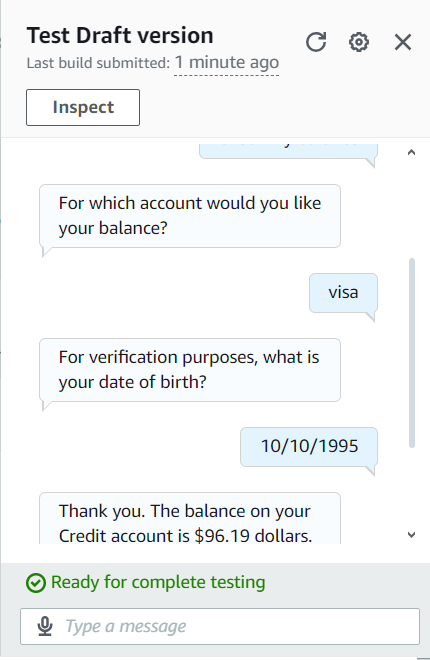 Test Draft version
Last build submitted: 1 minute ago
Inspect
For which account would you like
your balance?
visa
For verification purposes, what is
your date of birth?
10/10/1995
Thank you. The balance on your
Credit account is $96.19 dollars.
Ready for complete testing
Type a message